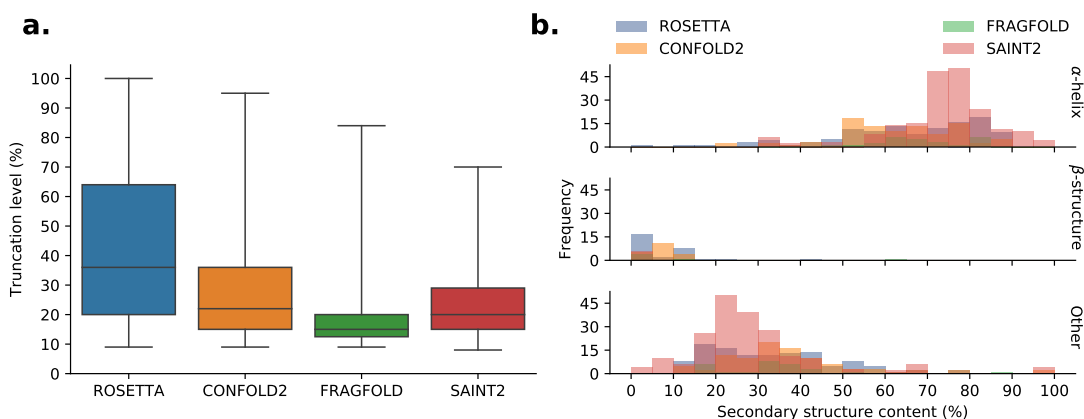 a.
Truncation level (%)
100
90
80
70
60
50
40
30
20
10
0
ROSETTA CONFOLD2 FRAGFOLD SAINT2
b.
ROSETTA FRAGFOLD
CONFOLD2 SAINT2
45
30
15
0
α-helix
Frequency
45
30
15
0
β-structure
45
30
15
0
Other
0 10 20 30 40 50 60 70 80 90 100
Secondary structure content (%)